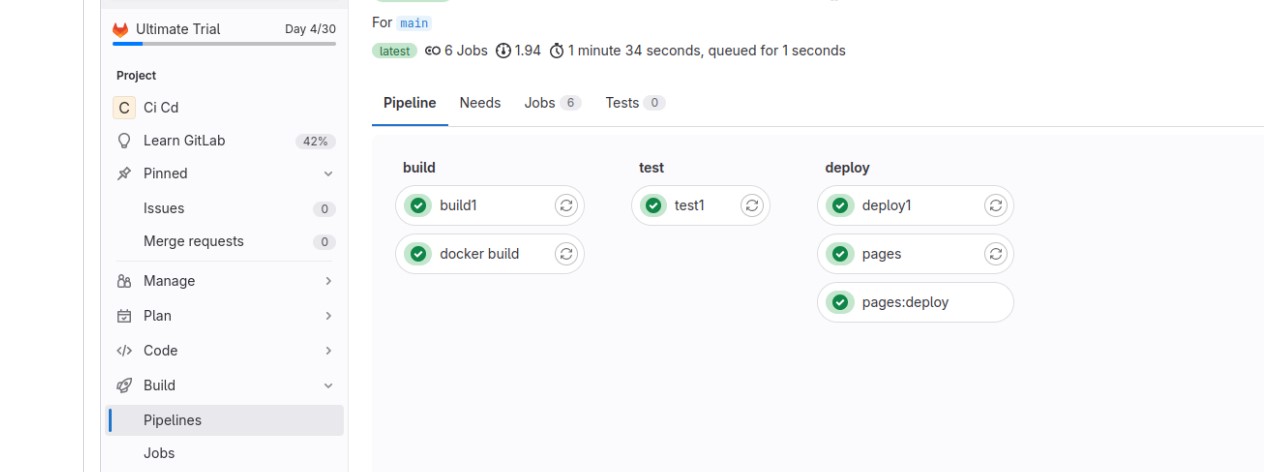 Ultimate Trial Day 4/30
Project
C Ci Cd
Learn GitLab 42%
Pinned
Issues 0
Merge requests 0
Manage
Plan
Code
Build
Pipelines
Jobs
For main
latest 6 Jobs 1.94 1 minute 34 seconds, queued for 1 seconds
Pipeline Needs Jobs 6 Tests 0
build test deploy
build1 test1 deploy1
docker build pages
pages:deploy